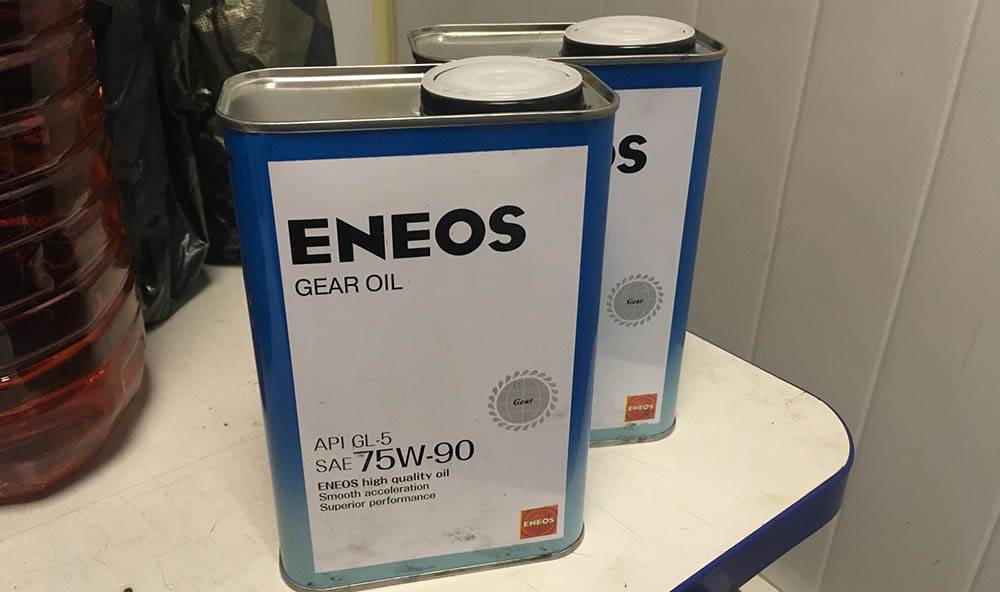 ENEOS
GEAR OIL
Gear
API GL-5
SAE 75W-90
ENEOS high quality oil
Smooth acceleration
Superior performance
ENEOS
OS
Gear
ENEOS